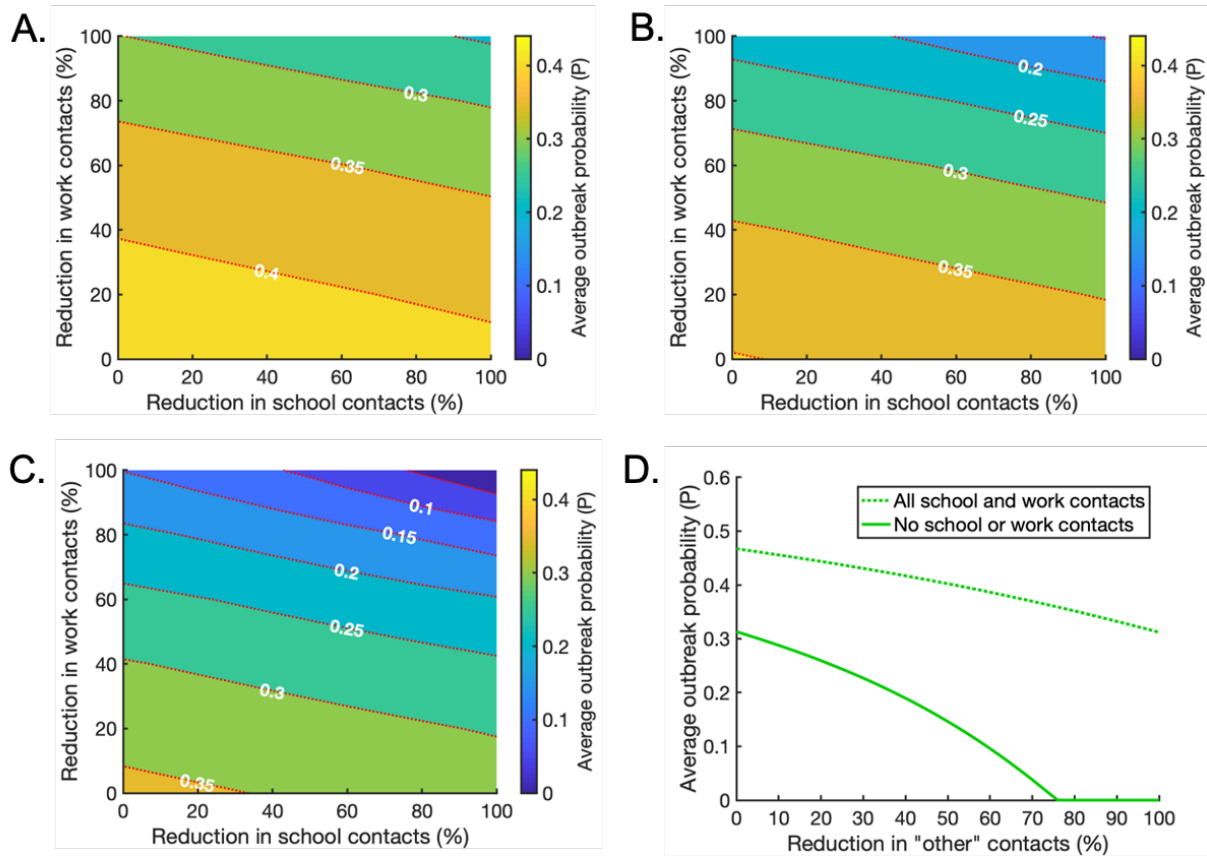 A.
100
80
60
40
20
0
Reduction in work contacts (%)
0.3
0.35
0.4
0 20 40 60 80 100
Reduction in school contacts (%)
0.4
0.3
0.2
0.1
0
Average outbreak probability (P)
B.
100
80
60
40
20
0
Reduction in work contacts (%)
0.2
0.25
0.3
0.35
0 20 40 60 80 100
Reduction in school contacts (%)
0.4
0.3
0.2
0.1
0
Average outbreak probability (P)
C.
100
80
60
40
20
0
Reduction in work contacts (%)
0.1
0.15
0.2
0.25
0.3
0.35
0 20 40 60 80 100
Reduction in school contacts (%)
0.4
0.3
0.2
0.1
0
Average outbreak probability (P)
D.
0.6
0.5
0.4
0.3
0.2
0.1
0
Average outbreak probability (P)
All school and work contacts
No school or work contacts
0 10 20 30 40 50 60 70 80 90 100
Reduction in "other" contacts (%)